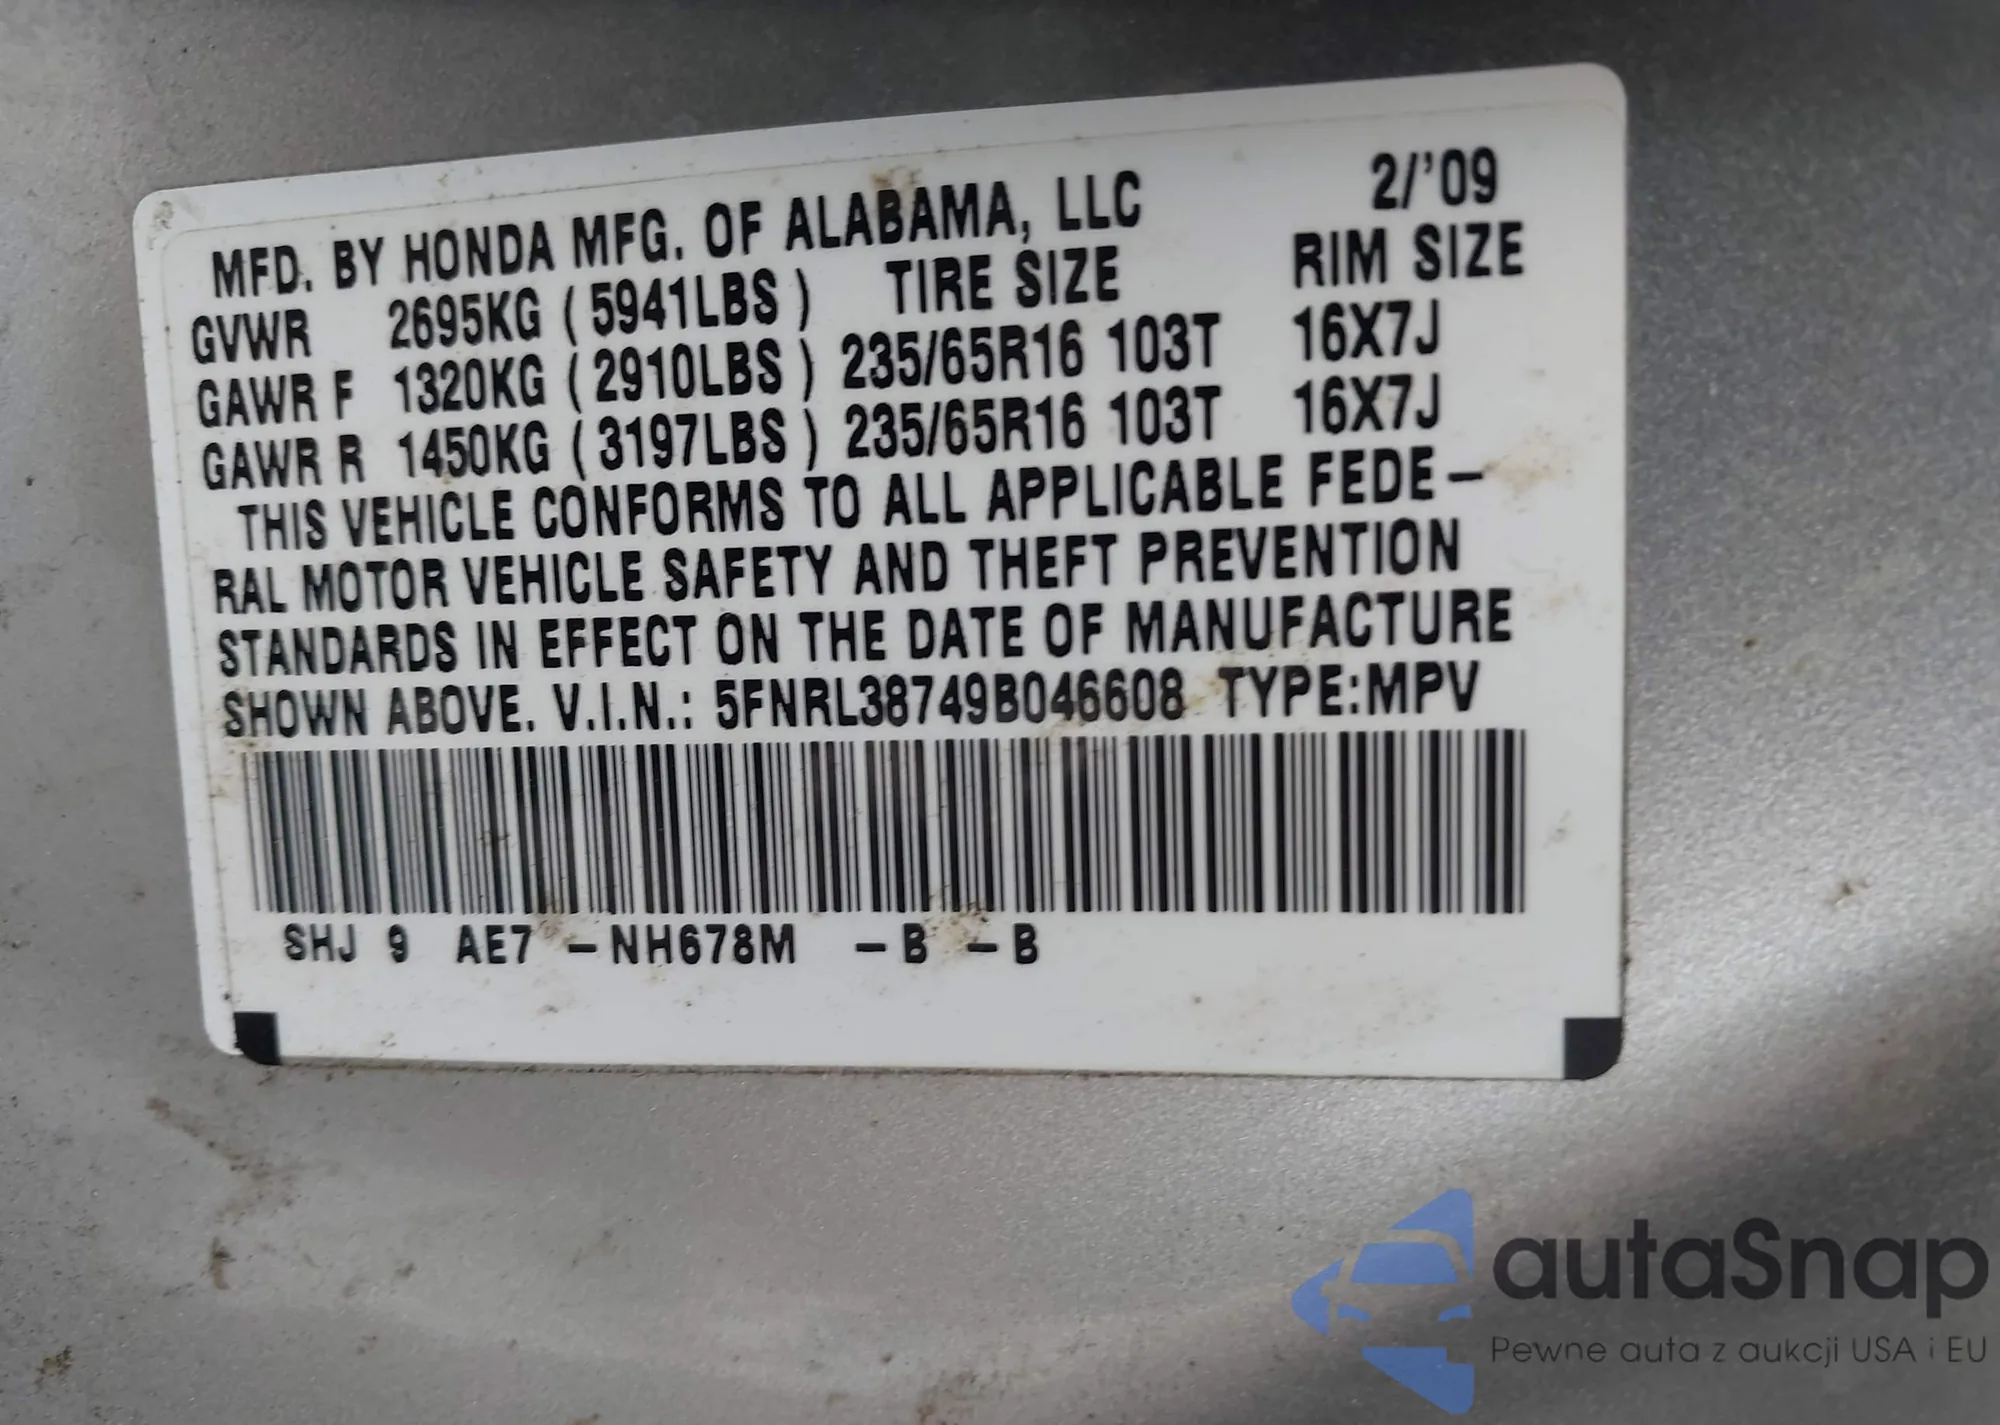 MFD. BY HONDA MFG. OF ALABAMA, LLC 2/'09
GVWR 2695KG (5941LBS) TIRE SIZE RIM SIZE
GAWR F 1320KG (2910LBS) 235/65R16 103T 16X7J
GAWR R 1450KG (3197LBS) 235/65R16 103T 16X7J
THIS VEHICLE CONFORMS TO ALL APPLICABLE FEDE-
RAL MOTOR VEHICLE SAFETY AND THEFT PREVENTION
STANDARDS IN EFFECT ON THE DATE OF MANUFACTURE
SHOWN ABOVE. V.I.N.: 5FNRL38749B046608 TYPE:MPV
SHJ 9 AE7 -NH678M -B -B
autaSnap
Pewne auta z aukcji USA i EU